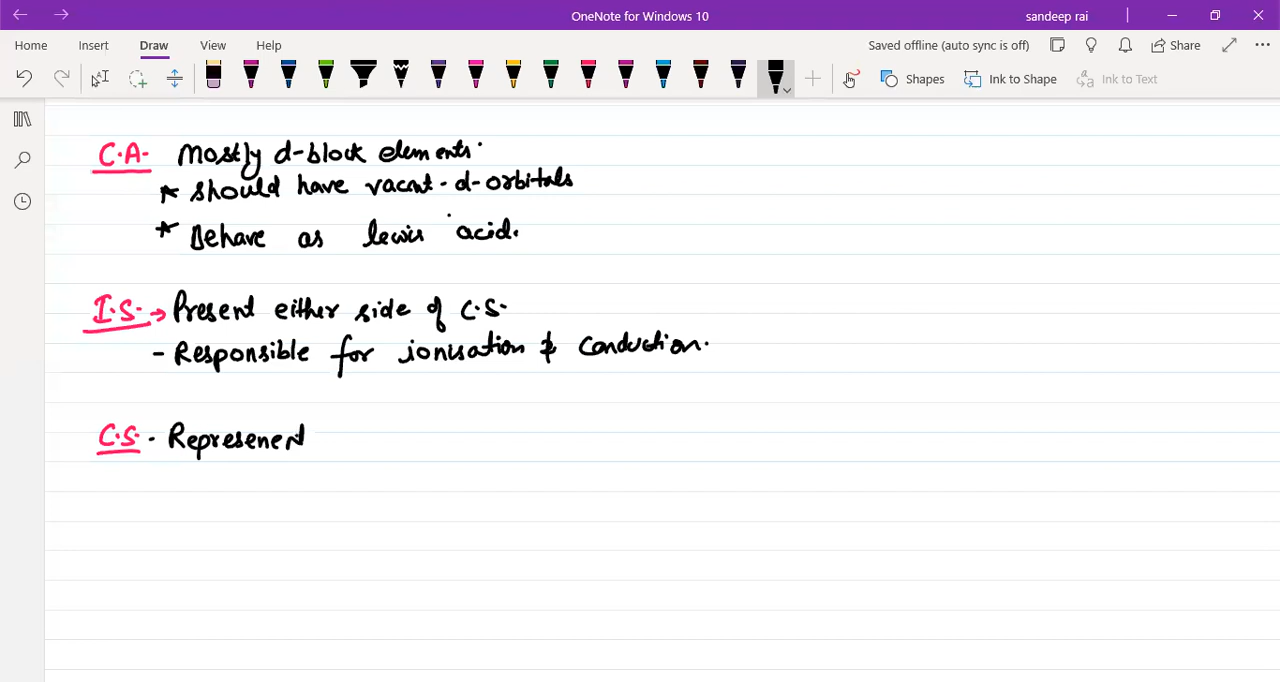 OneNote for Windows 10
sandeep rai
Home Insert Draw View Help
Saved offline (auto sync is off) Share
Shapes Ink to Shape Ink to Text
C.A. Mostly d-block elements.
* should have vacant-d-orbitals
* Behave as lewis acid.
I.S. → Present either side of C.S.
- Responsible for ionisation & Conduction.
C.S. - Represened